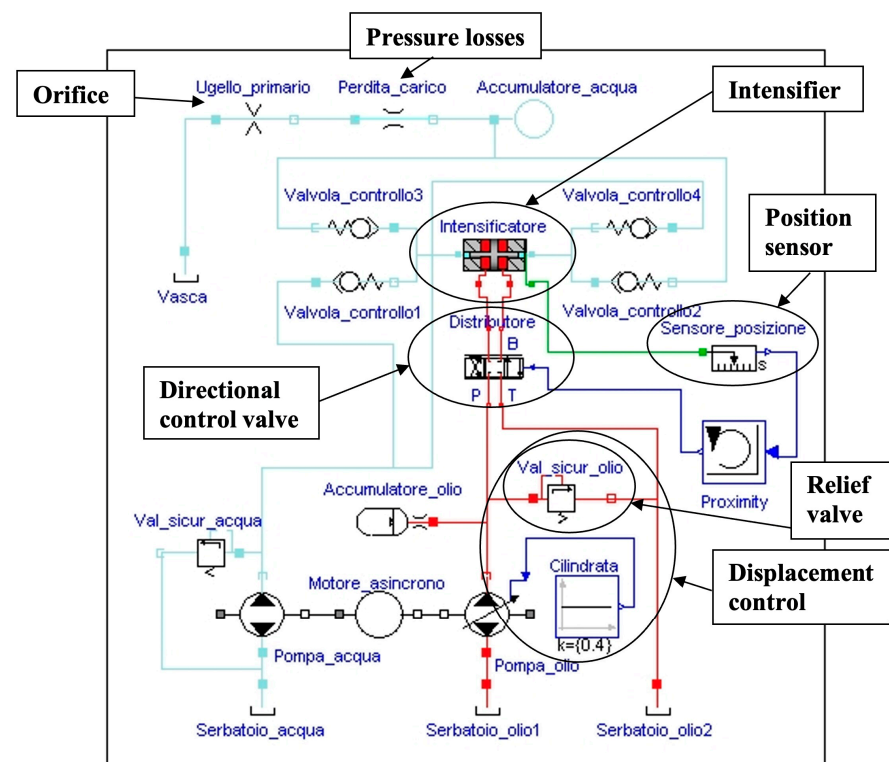 Pressure losses
Orifice
Ugello_primario
Perdita_carico
Accumulatore_acqua
Intensifier
Valvola_controllo3
Valvola_controllo4
Intensificatore
Position
sensor
Vasca
Valvola_controllo1
Valvola_controllo2
Distributore
Sensore_posizione
B
s
Directional
control valve
P
T
Val_sicur_olio
Proximity
Relief
valve
Accumulatore_olio
Val_sicur_acqua
Motore_asincrono
Cilindrata
Displacement
control
k={0.4}
Pompa_acqua
Pompa_olio
Serbatoio_acqua
Serbatoio_olio1
Serbatoio_olio2